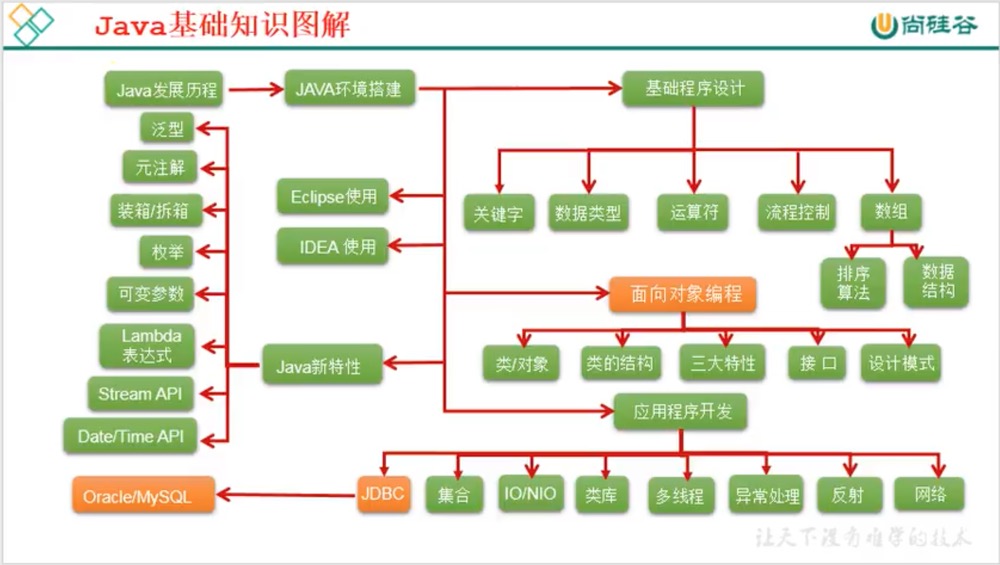 Java基础知识图解
尚硅谷
Java发展历程
JAVA环境搭建
基础程序设计
泛型
元注解
装箱/拆箱
枚举
可变参数
Lambda
表达式
Stream API
Date/Time API
Eclipse使用
IDEA 使用
Java新特性
关键字
数据类型
运算符
流程控制
数组
排序
算法
数据
结构
面向对象编程
类/对象
类的结构
三大特性
接 口
设计模式
应用程序开发
Oracle/MySQL
JDBC
集合
IO/NIO
类库
多线程
异常处理
反射
网络
让天下没有难学的技术